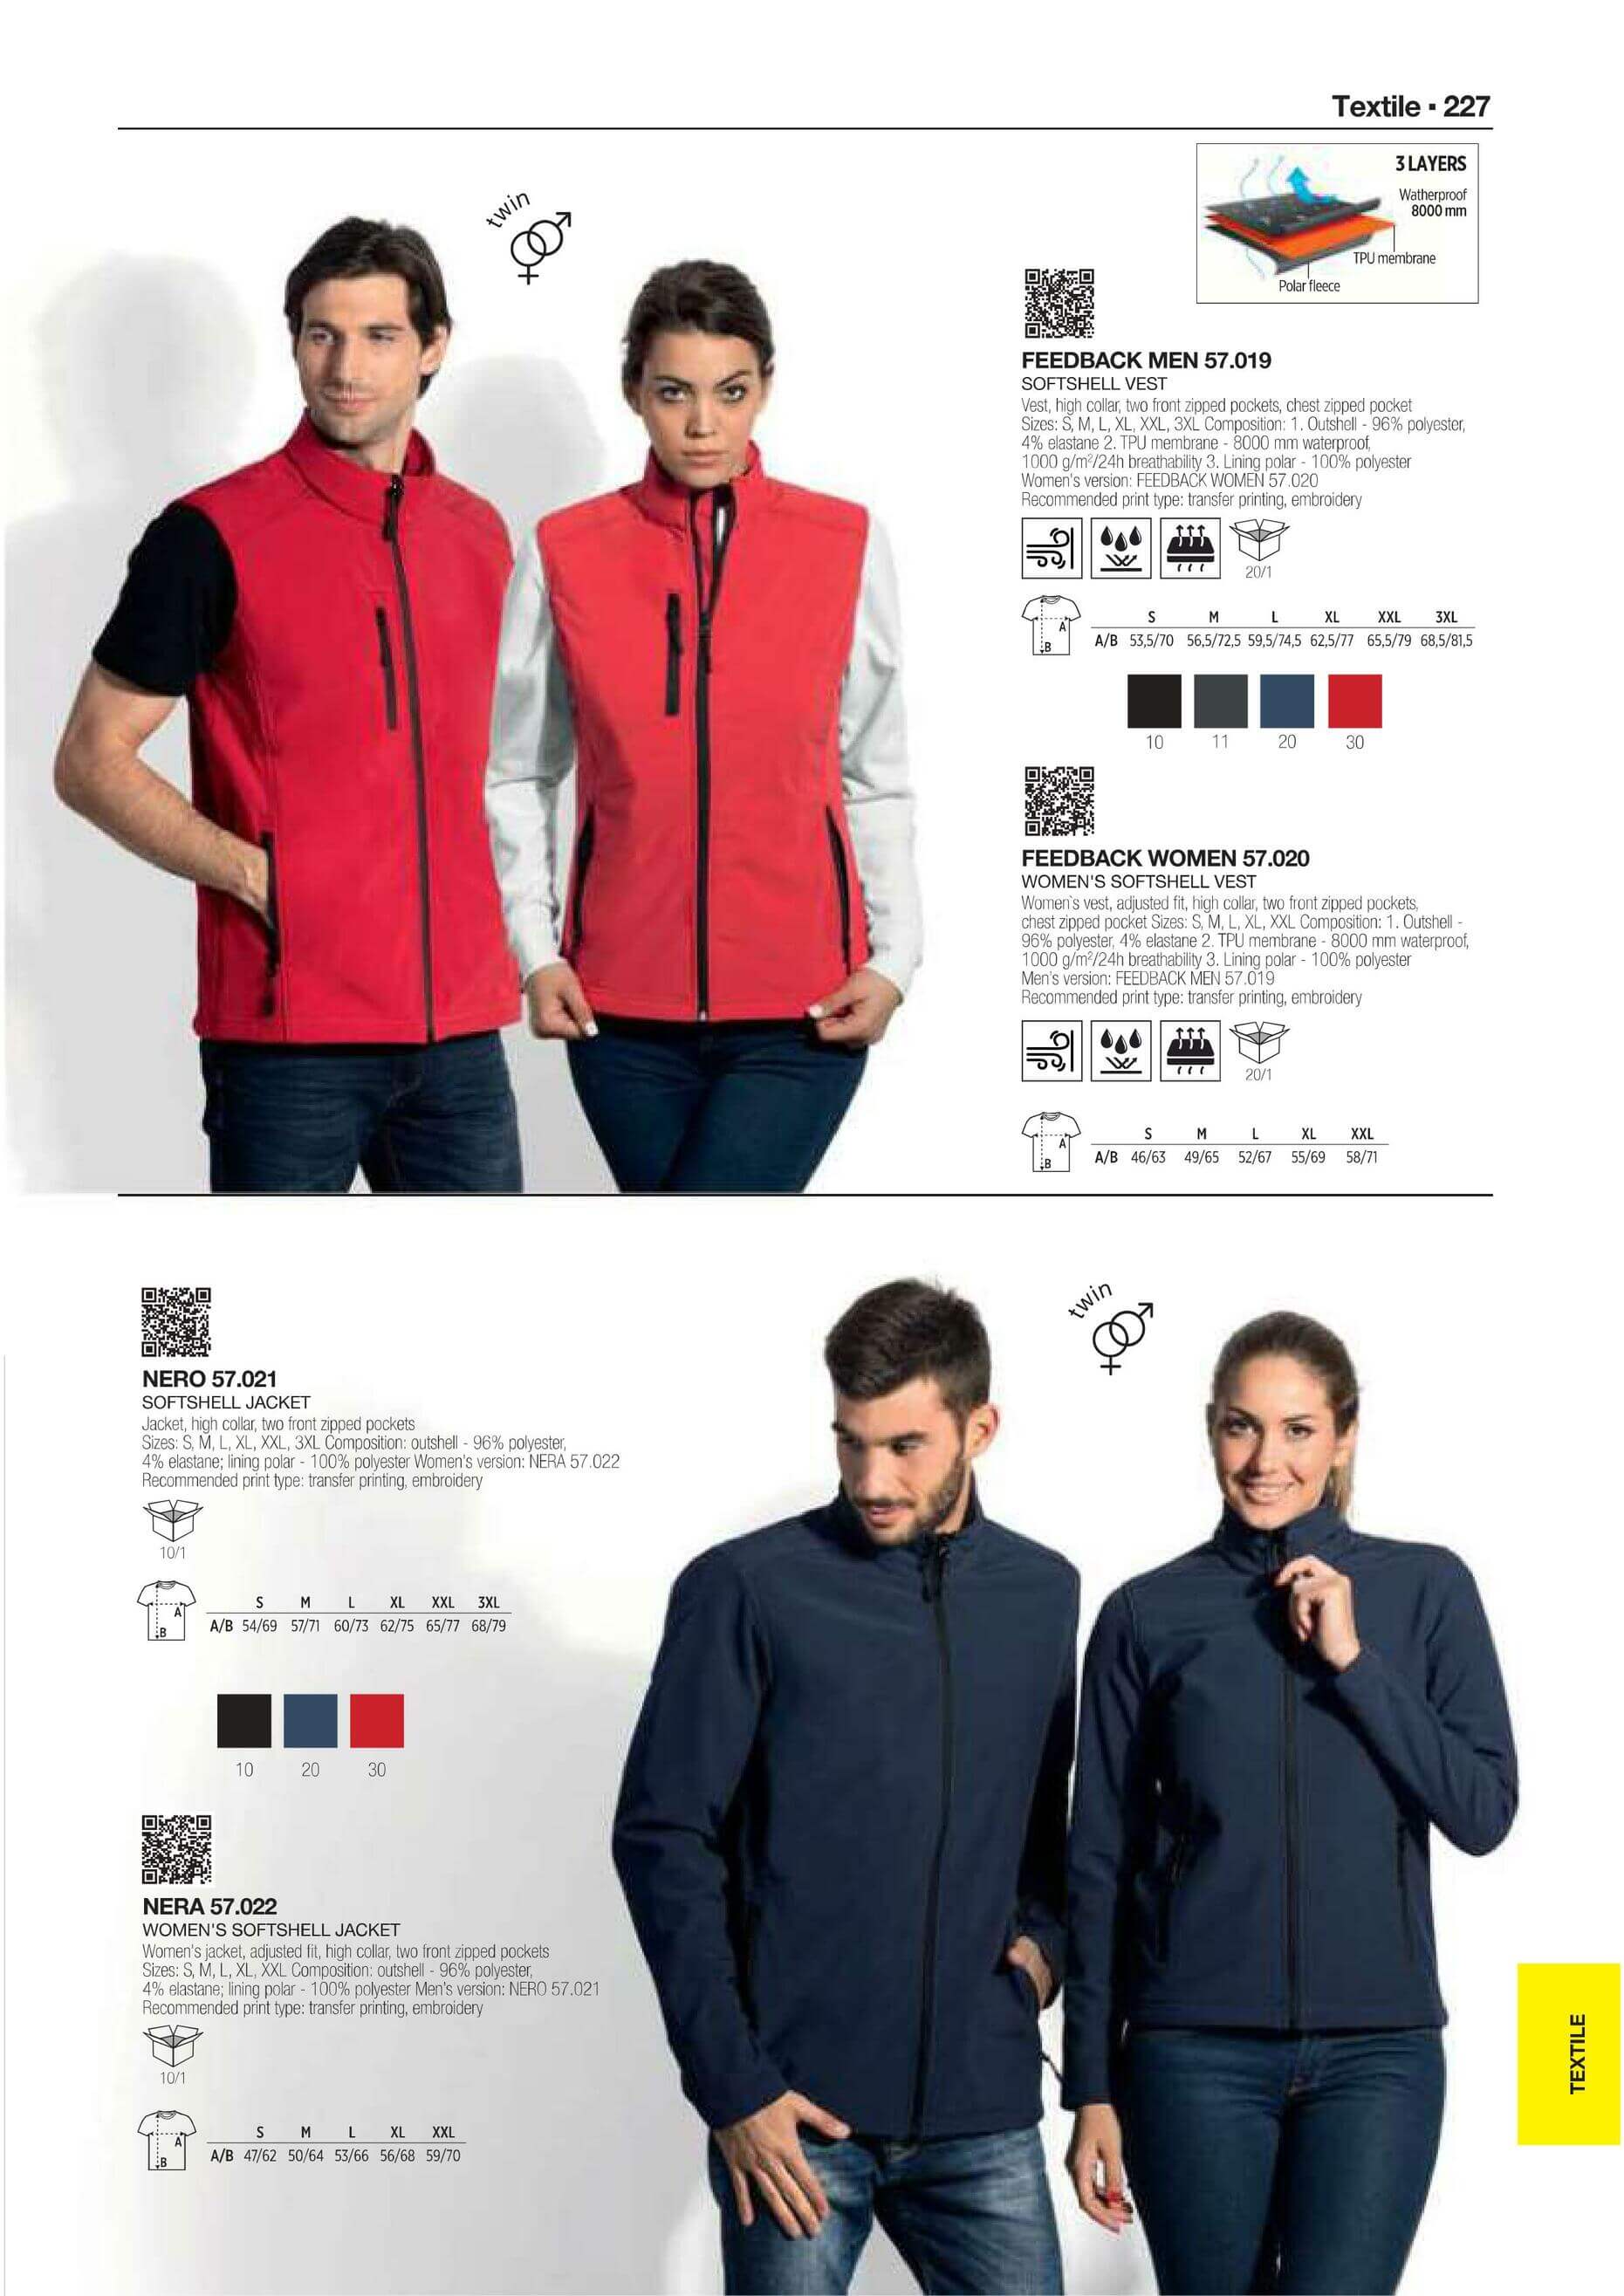 Textile ▪ 227
3 LAYERS
Watherproof
8000 mm
TPU membrane
Polar fleece
twin
FEEDBACK MEN 57.019
SOFTSHELL VEST
Vest, high collar, two front zipped pockets, chest zipped pocket
Sizes: S, M, L, XL, XXL, 3XL Composition: 1. Outshell - 96% polyester,
4% elastane 2. TPU membrane - 8000 mm waterproof,
1000 g/m²/24h breathability 3. Lining polar - 100% polyester
Women's version: FEEDBACK WOMEN 57.020
Recommended print type: transfer printing, embroidery
20/1
A
B
S M L XL XXL 3XL
A/B 53,5/70 56,5/72,5 59,5/74,5 62,5/77 65,5/79 68,5/81,5
10 11 20 30
FEEDBACK WOMEN 57.020
WOMEN'S SOFTSHELL VEST
Women`s vest, adjusted fit, high collar, two front zipped pockets,
chest zipped pocket Sizes: S, M, L, XL, XXL Composition: 1. Outshell -
96% polyester, 4% elastane 2. TPU membrane - 8000 mm waterproof,
1000 g/m²/24h breathability 3. Lining polar - 100% polyester
Men's version: FEEDBACK MEN 57.019
Recommended print type: transfer printing, embroidery
20/1
A
B
S M L XL XXL
A/B 46/63 49/65 52/67 55/69 58/71
twin
NERO 57.021
SOFTSHELL JACKET
Jacket, high collar, two front zipped pockets
Sizes: S, M, L, XL, XXL, 3XL Composition: outshell - 96% polyester,
4% elastane; lining polar - 100% polyester Women's version: NERA 57.022
Recommended print type: transfer printing, embroidery
10/1
A
B
S M L XL XXL 3XL
A/B 54/69 57/71 60/73 62/75 65/77 68/79
10 20 30
NERA 57.022
WOMEN'S SOFTSHELL JACKET
Women's jacket, adjusted fit, high collar, two front zipped pockets
Sizes: S, M, L, XL, XXL Composition: outshell - 96% polyester,
4% elastane; lining polar - 100% polyester Men's version: NERO 57.021
Recommended print type: transfer printing, embroidery
10/1
A
B
S M L XL XXL
A/B 47/62 50/64 53/66 56/68 59/70
TEXTILE